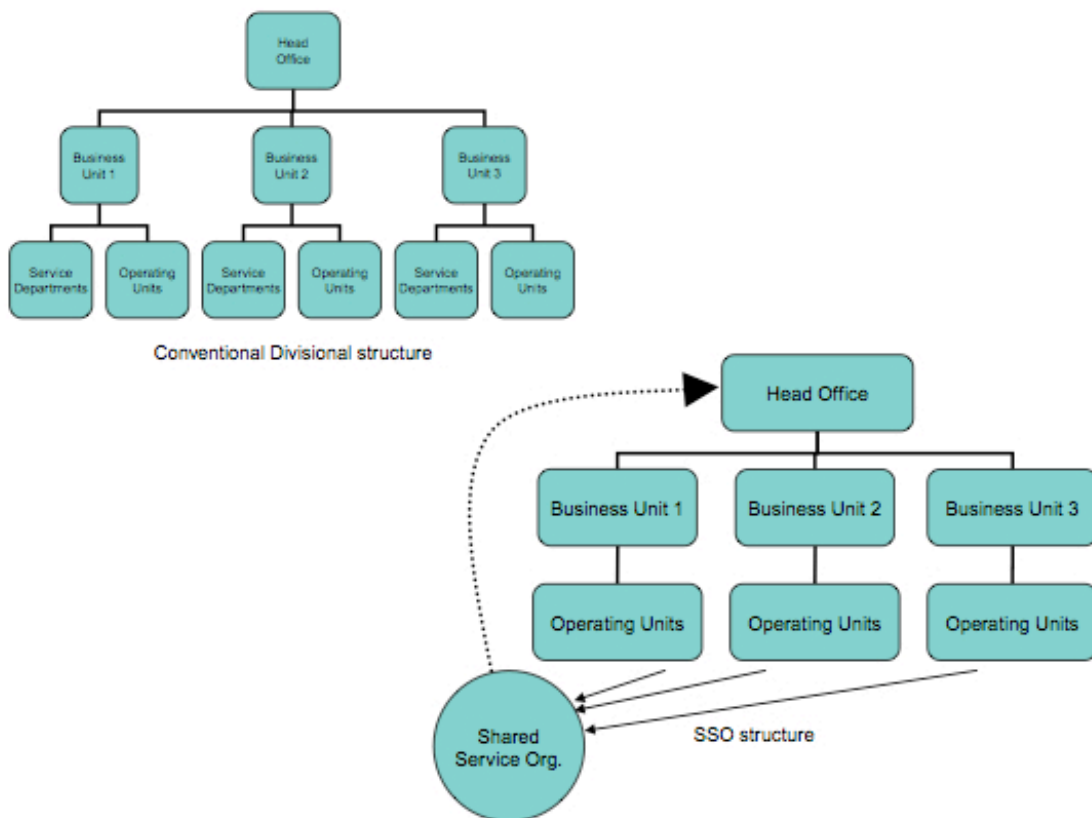 Head
Office
Business
Unit 1
Business
Unit 2
Business
Unit 3
Service
Departments
Operating
Units
Service
Departments
Operating
Units
Service
Departments
Operating
Units
Conventional Divisional structure
Head Office
Business Unit 1
Business Unit 2
Business Unit 3
Operating Units
Operating Units
Operating Units
Shared
Service Org.
SSO structure